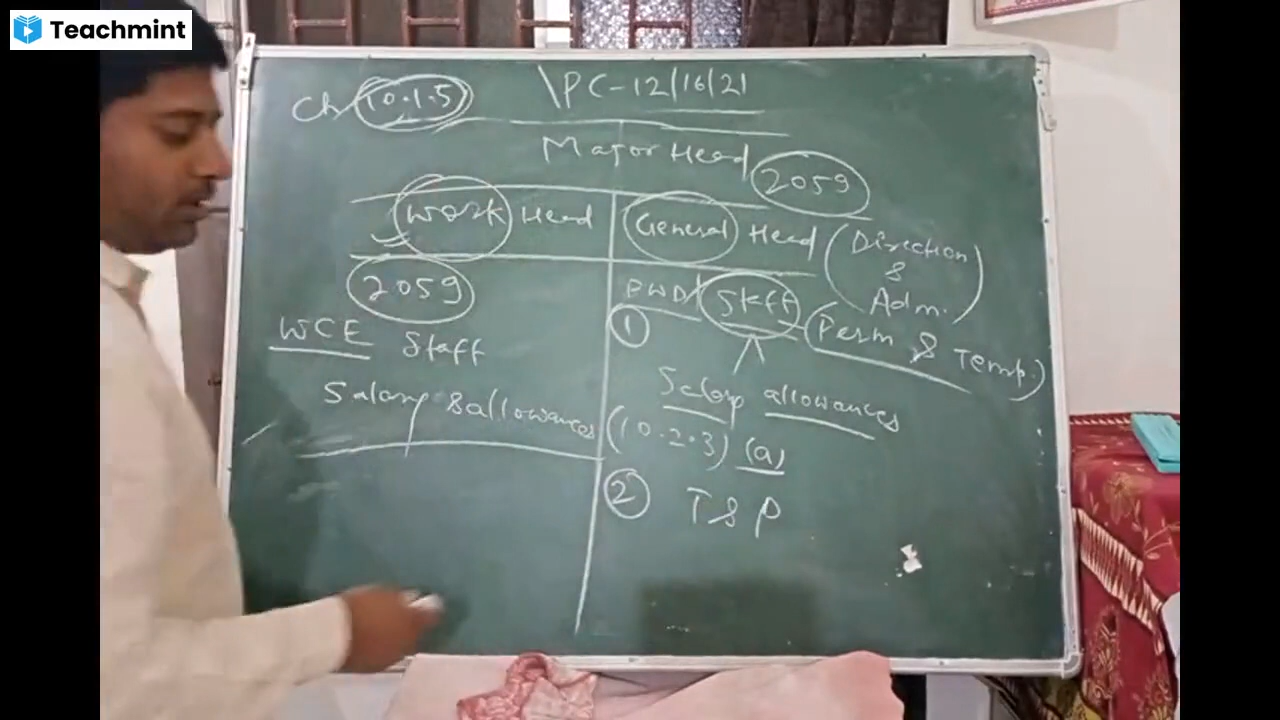 Teachmint
Ch 10.1.5
PC-12/16/21
Major Head 2059
Work Head
General Head (Direction & Adm.)
2059
WCE Staff
Salary & allowances
PWD Staff (Perm & Temp.)
1
Salary allowances
(10.2.3) (a)
2 T & P